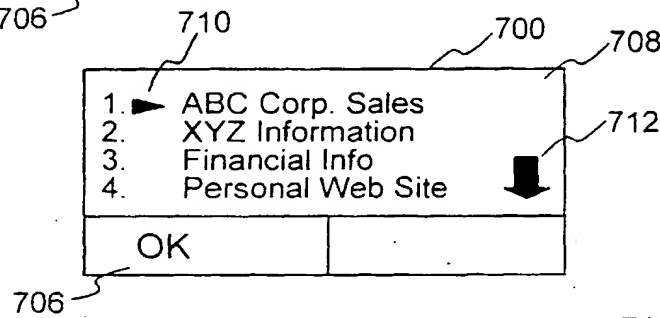 706
710
700
708
1. ABC Corp. Sales
2. XYZ Information
712
3. Financial Info
4. Personal Web Site
OK
706